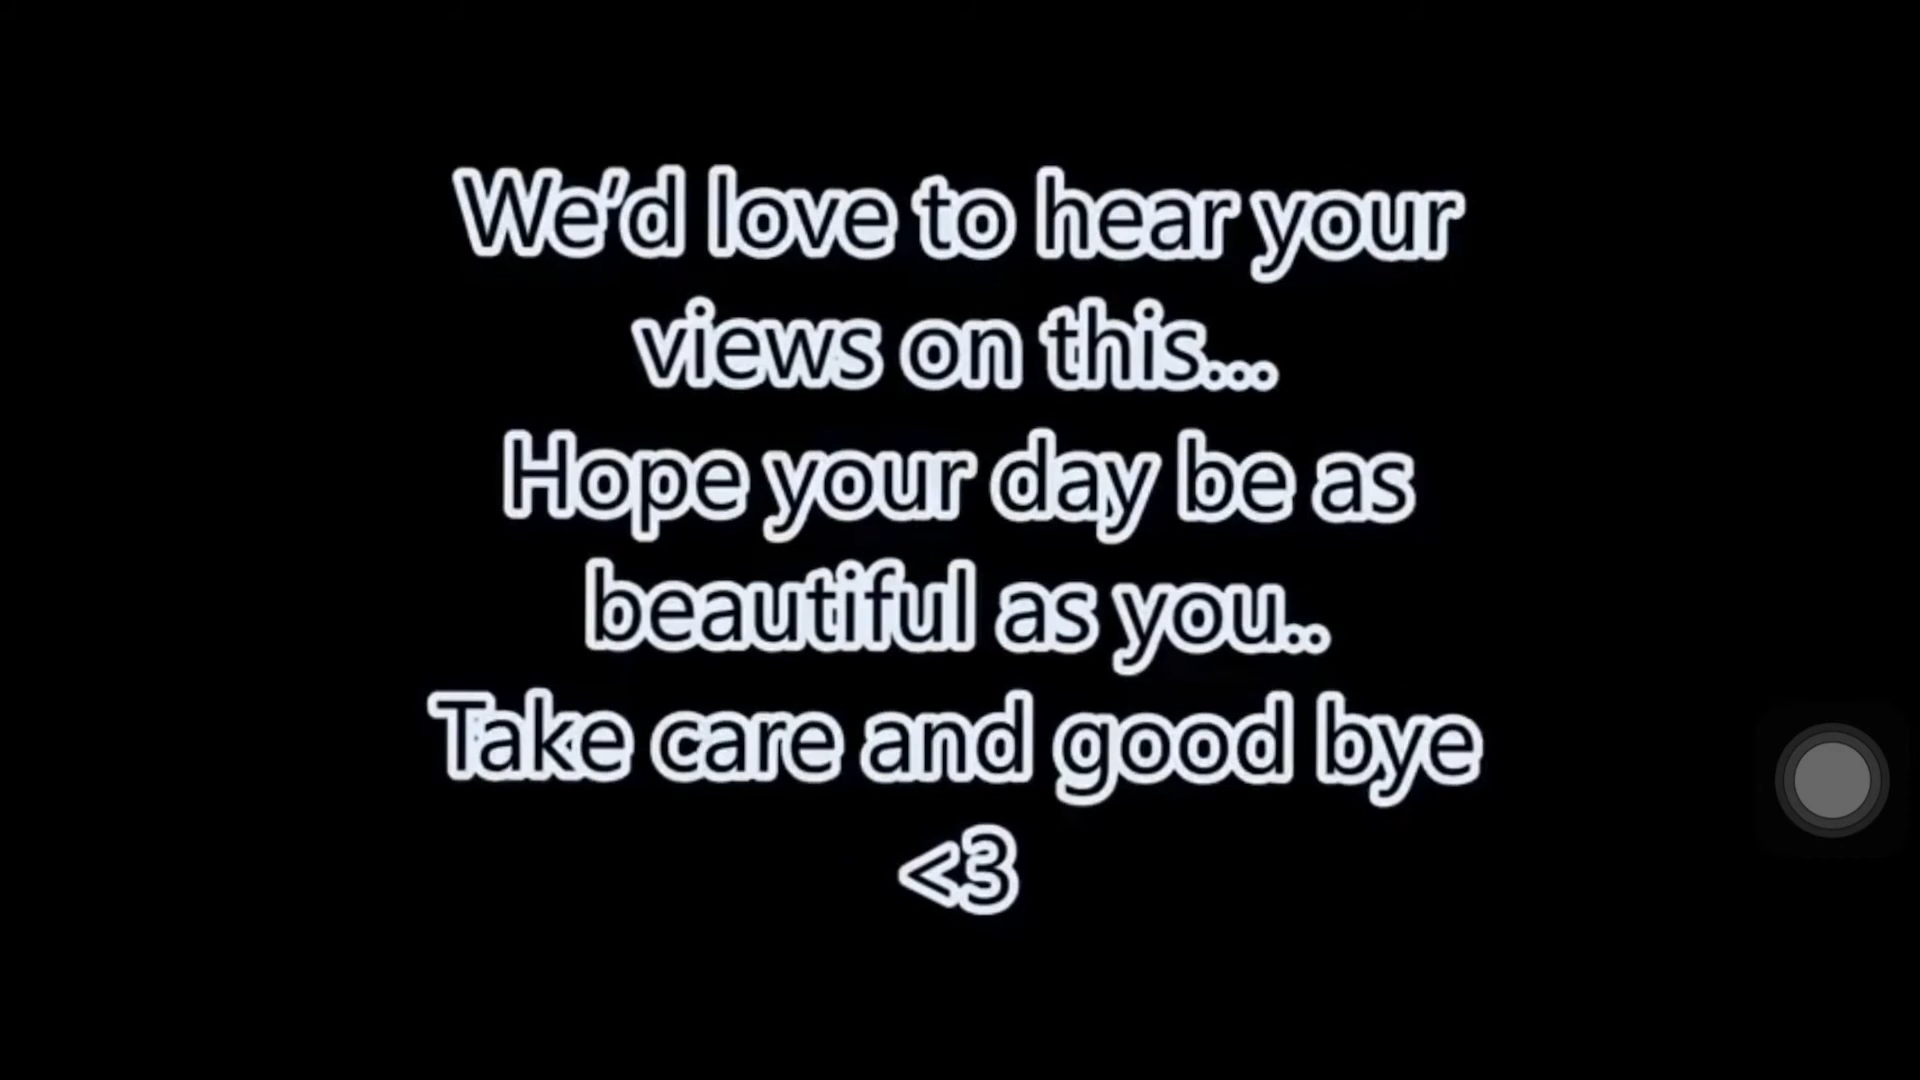 We'd love to hear your
views on this...
Hope your day be as
beautiful as you..
Take care and good bye
<3